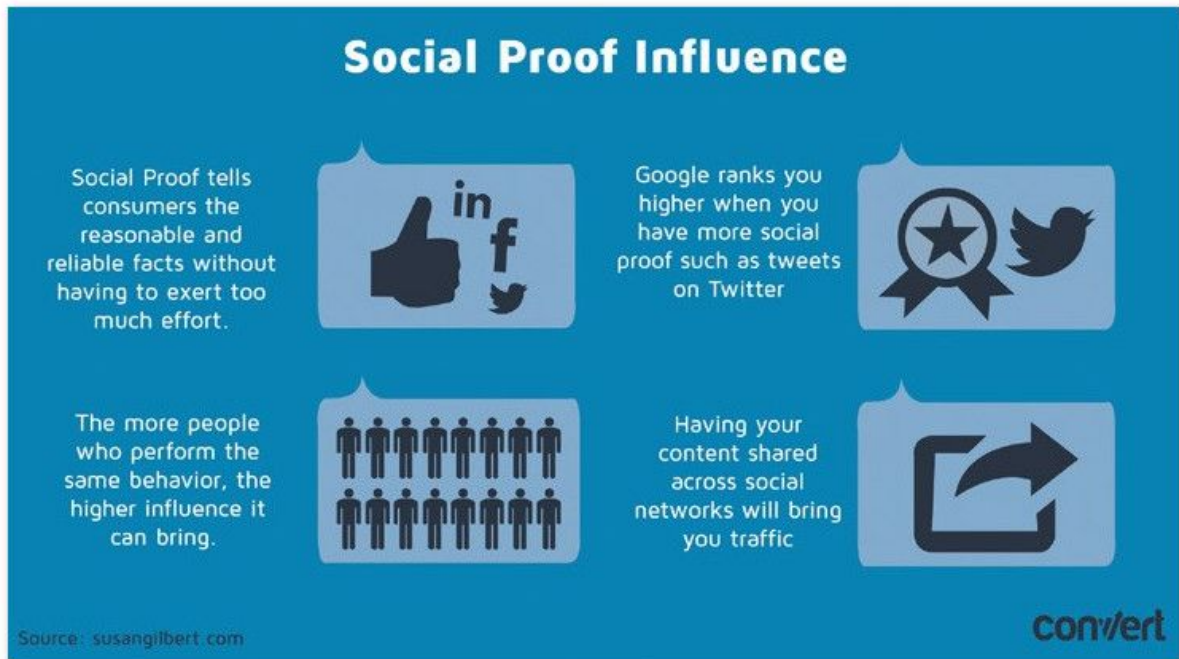 Social Proof Influence
Social Proof tells
consumers the
reasonable and
reliable facts without
having to exert too
much effort.
in
f
Google ranks you
higher when you
have more social
proof such as tweets
on Twitter
The more people
who perform the
same behavior, the
higher influence it
can bring.
Having your
content shared
across social
networks will bring
you traffic
Source: susangilbert.com
convert